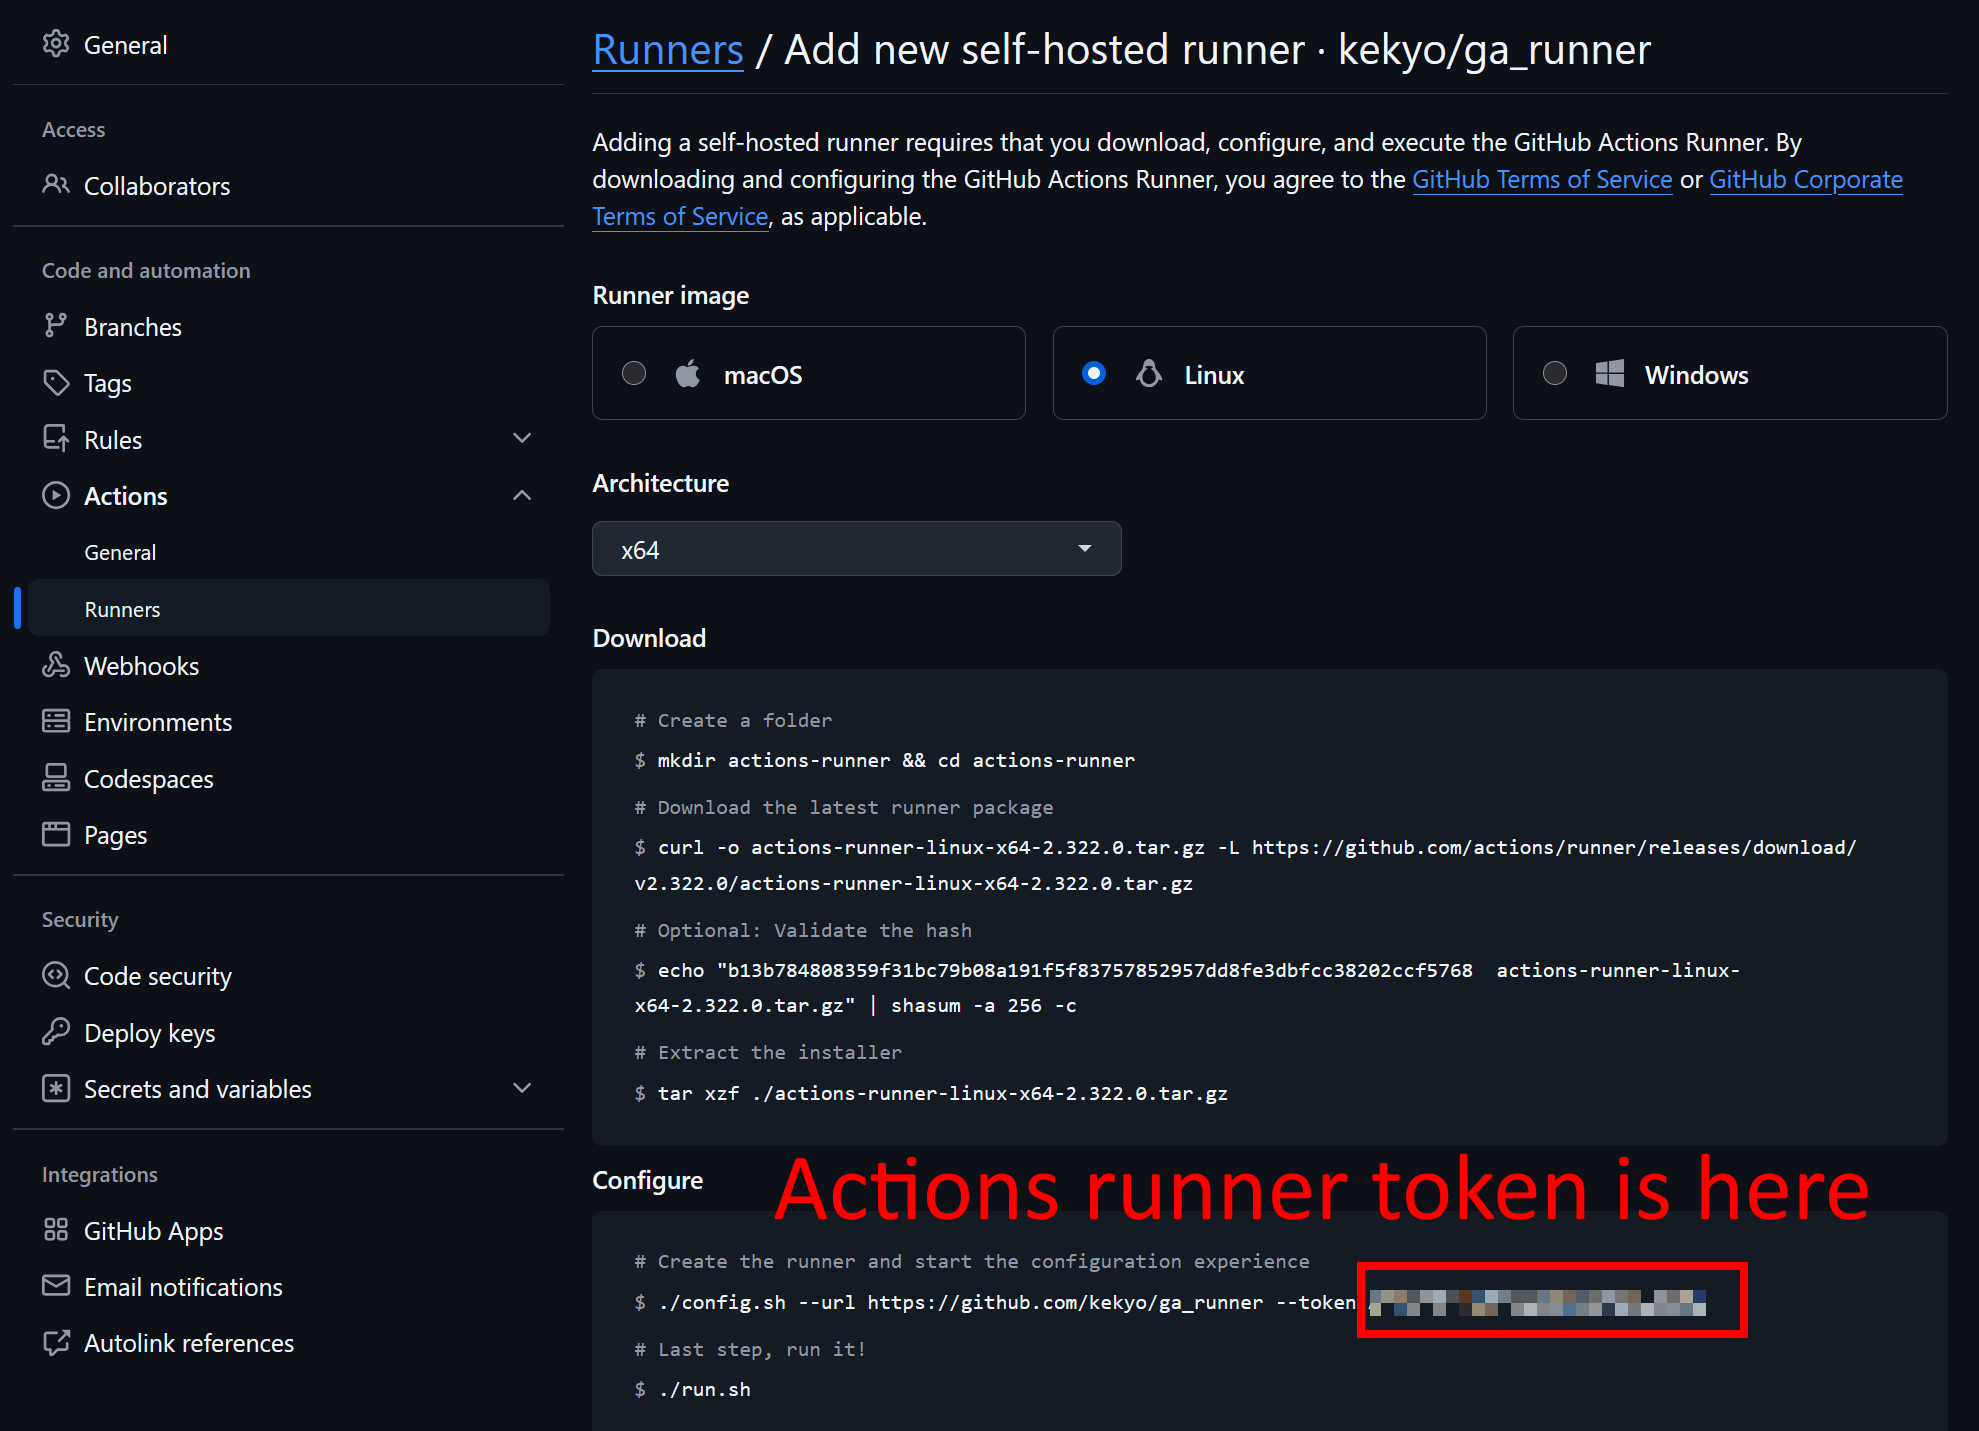 General
Access
Collaborators
Code and automation
Branches
Tags
Rules
Actions
General
Runners
Webhooks
Environments
Codespaces
Pages
Security
Code security
Deploy keys
Secrets and variables
Integrations
GitHub Apps
Email notifications
Autolink references
Runners / Add new self-hosted runner · kekyo/ga_runner
Adding a self-hosted runner requires that you download, configure, and execute the GitHub Actions Runner. By
downloading and configuring the GitHub Actions Runner, you agree to the GitHub Terms of Service or GitHub Corporate
Terms of Service, as applicable.
Runner image
macOS
Linux
Windows
Architecture
x64
Download
# Create a folder
$ mkdir actions-runner && cd actions-runner
# Download the latest runner package
$ curl -o actions-runner-linux-x64-2.322.0.tar.gz -L https://github.com/actions/runner/releases/download/
v2.322.0/actions-runner-linux-x64-2.322.0.tar.gz
# Optional: Validate the hash
$ echo "b13b784808359f31bc79b08a191f5f83757852957dd8fe3dbfcc38202ccf5768  actions-runner-linux-
x64-2.322.0.tar.gz" | shasum -a 256 -c
# Extract the installer
$ tar xzf ./actions-runner-linux-x64-2.322.0.tar.gz
Configure
Actions runner token is here
# Create the runner and start the configuration experience
$ ./config.sh --url https://github.com/kekyo/ga_runner --token
# Last step, run it!
$ ./run.sh